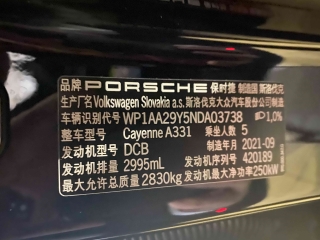 品牌 PORSCHE 保时捷 制造国 斯洛伐克
生产厂名 Volkswagen Slovakia a.s. 斯洛伐克大众汽车股份公司制造
车辆识别代号 WP1AA29Y5NDA03738 1,0%
整车型号 Cayenne A331 乘坐人数 5
发动机型号 DCB 制造年月 2021-09
发动机排量 2995mL 发动机序列号 420189
最大允许总质量 2830kg 发动机最大净功率 250kW